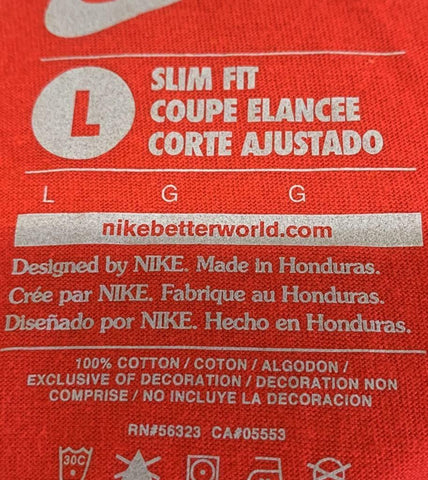 L
SLIM FIT
COUPE ELANCEE
CORTE AJUSTADO
L G G
nikebetterworld.com
Designed by NIKE. Made in Honduras.
Crée par NIKE. Fabrique au Honduras.
Diseñado por NIKE. Hecho en Honduras.
100% COTTON / COTON / ALGODON /
EXCLUSIVE OF DECORATION / DECORATION NON
COMPRISE / NO INCLUYE LA DECORACION
RN#56323 CA#05553
30C